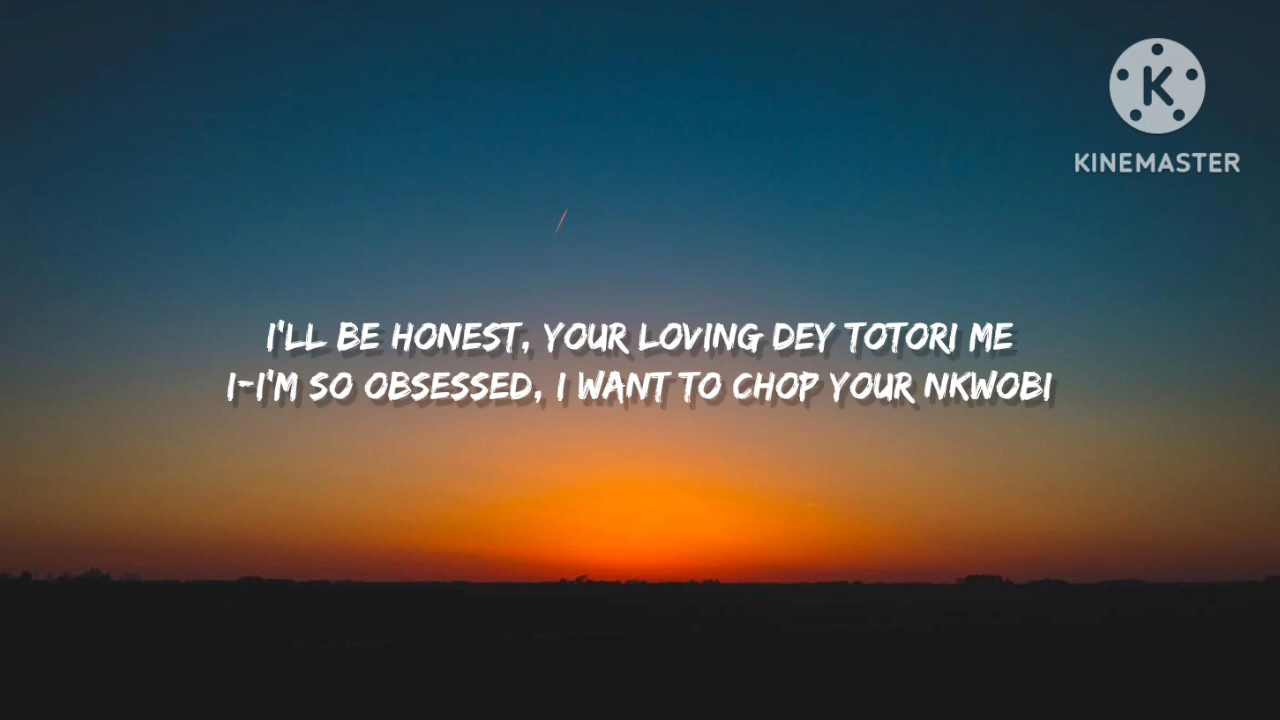 K
KINEMASTER
I'LL BE HONEST, YOUR LOVING DEY TOTORI ME
I-I'M SO OBSESSED, I WANT TO CHOP YOUR NKWOBI